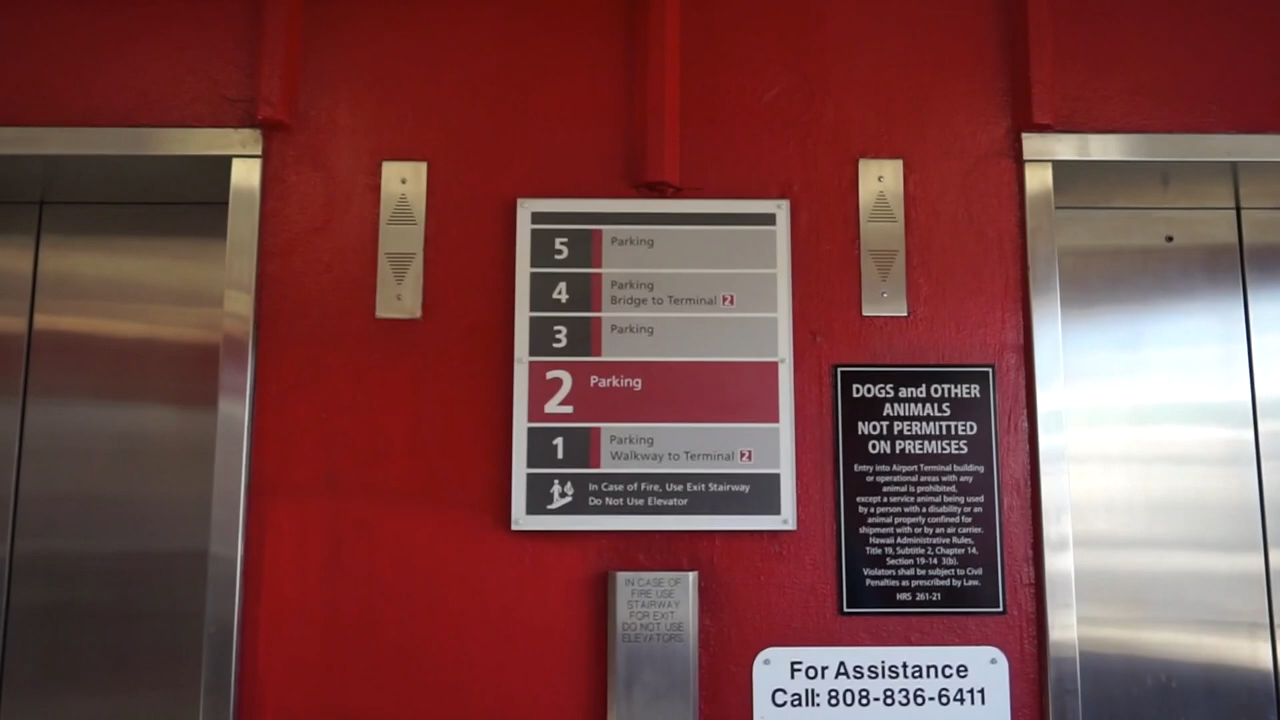 5 Parking
4 Parking
Bridge to Terminal 2
3 Parking
2 Parking
1 Parking
Walkway to Terminal 2
In Case of Fire, Use Exit Stairway
Do Not Use Elevator
IN CASE OF
FIRE USE
STAIRWAY
FOR EXIT
DO NOT USE
ELEVATORS.
DOGS and OTHER
ANIMALS
NOT PERMITTED
ON PREMISES
Entry into Airport Terminal building
or operational areas with any
animal is prohibited,
except a service animal being used
by a person with a disability or an
animal properly confined for
shipment with or by an air carrier.
Hawaii Administrative Rules,
Title 19, Subtitle 2, Chapter 14,
Section 19-14 3(b).
Violators shall be subject to Civil
Penalties as prescribed by Law.
HRS 261-21
For Assistance
Call: 808-836-6411